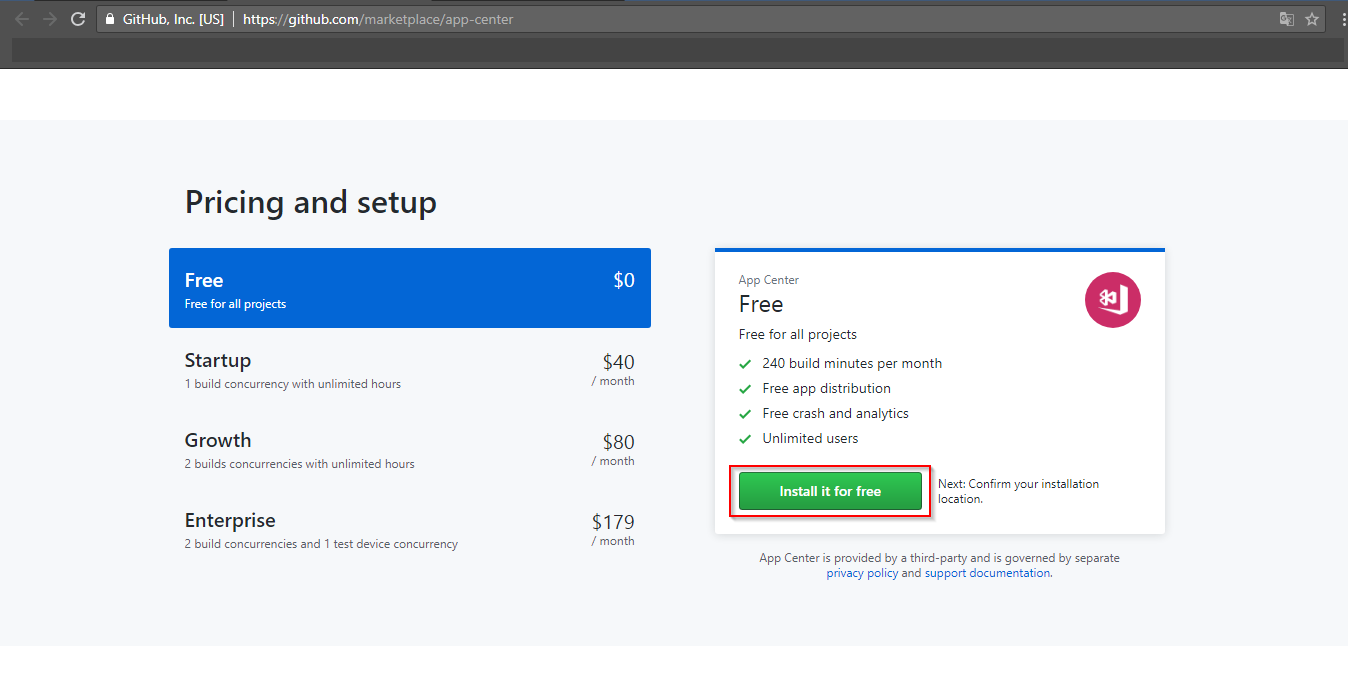 GitHub, Inc. [US] https://github.com/marketplace/app-center
Pricing and setup
Free $0
Free for all projects
Startup $40
1 build concurrency with unlimited hours / month
Growth $80
2 builds concurrencies with unlimited hours / month
Enterprise $179
2 build concurrencies and 1 test device concurrency / month
App Center
Free
Free for all projects
240 build minutes per month
Free app distribution
Free crash and analytics
Unlimited users
Install it for free
Next: Confirm your installation
location.
App Center is provided by a third-party and is governed by separate
privacy policy and support documentation.